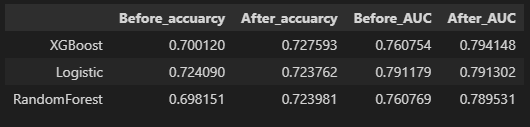 Before_accuarcy After_accuarcy Before_AUC After_AUC
XGBoost 0.700120 0.727593 0.760754 0.794148
Logistic 0.724090 0.723762 0.791179 0.791302
RandomForest 0.698151 0.723981 0.760769 0.789531